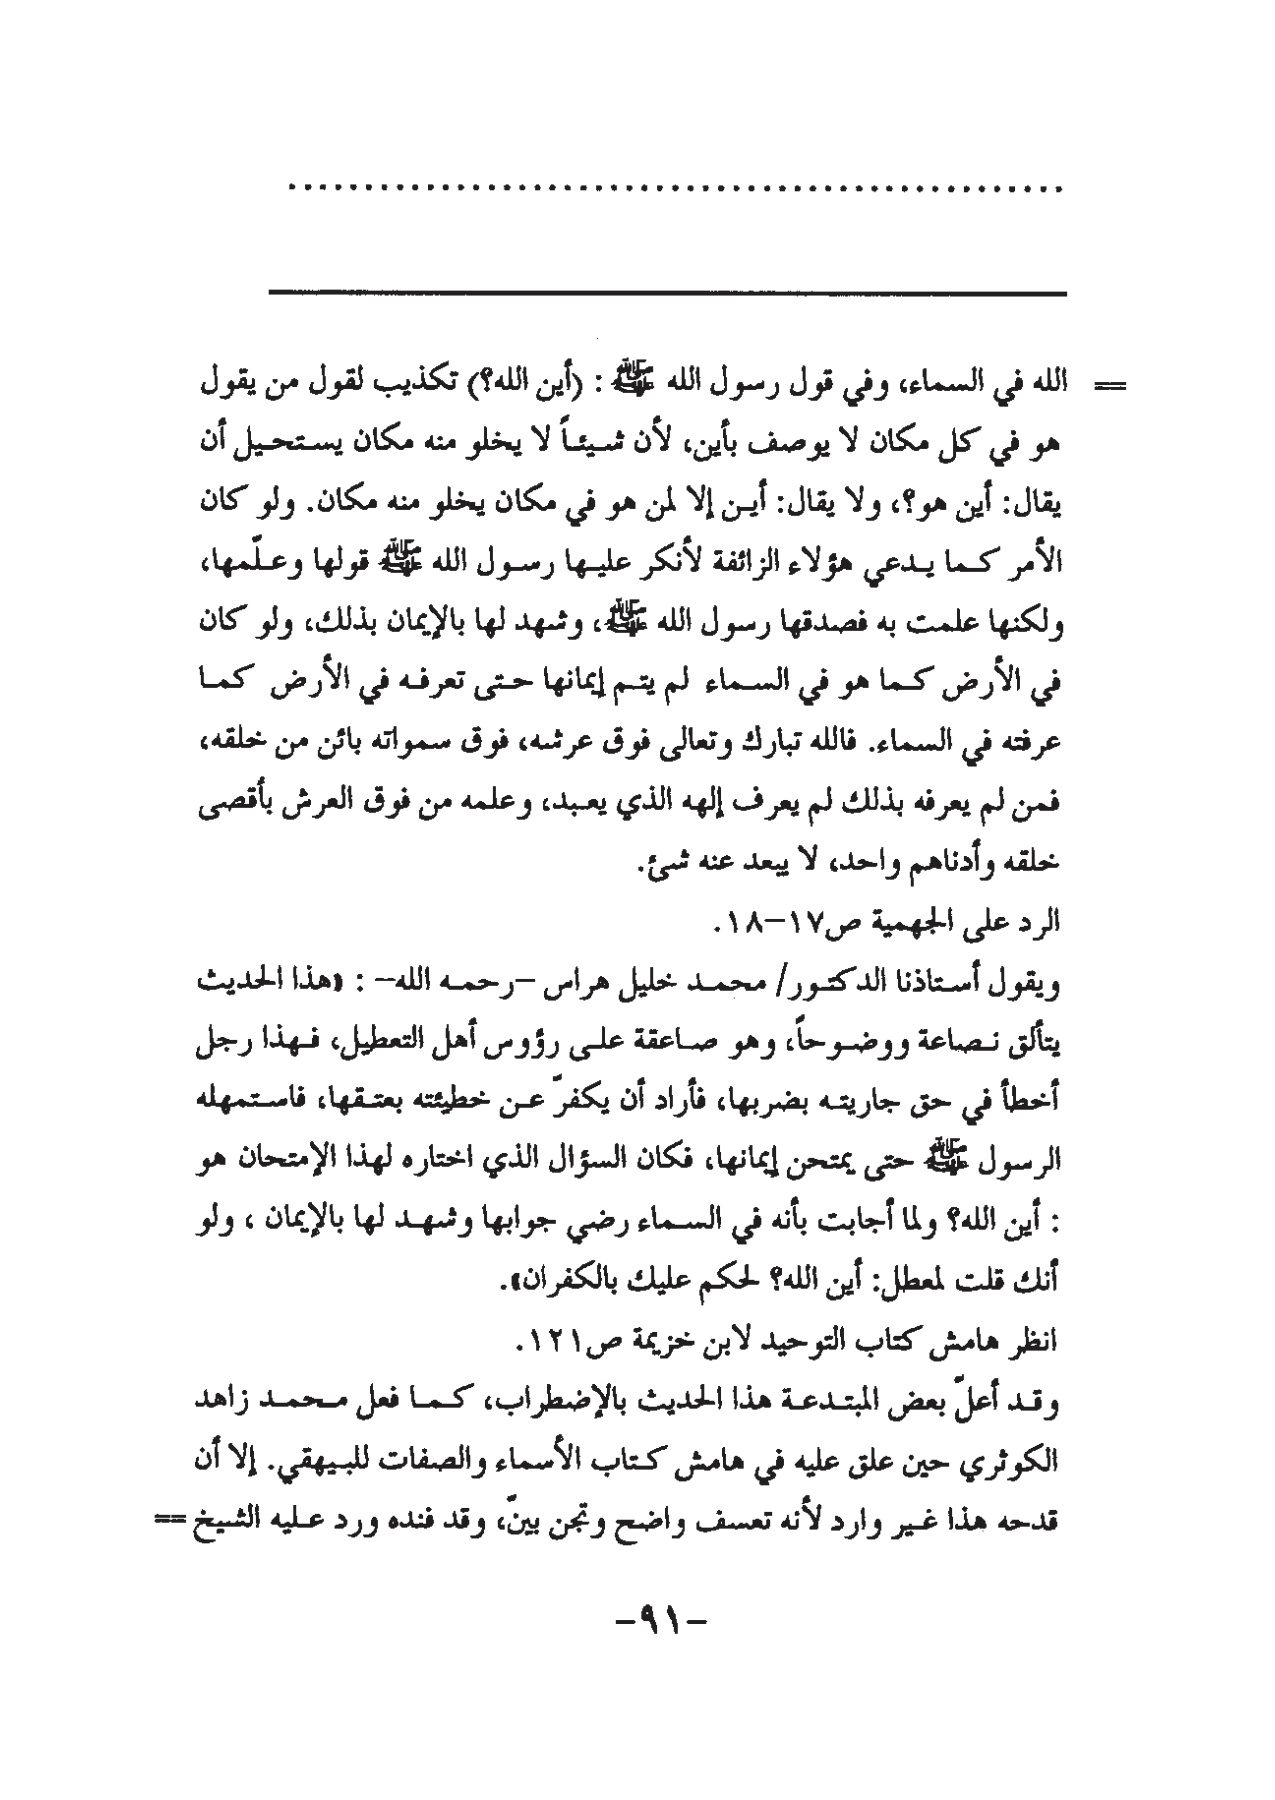 ..................................................
== الله في السماء، وفي قول رسول الله ﷺ : (أين الله؟) تكذيب لقول من يقول
هو في كل مكان لا يوصف بأين، لأن شيئاً لا يخلو منه مكان يستحيل أن
يقال: أين هو؟، ولا يقال: أين إلا لمن هو في مكان يخلو منه مكان. ولو كان
الأمر كما يدعي هؤلاء الزائفة لأنكر عليها رسول الله ﷺ قولها وعلّمها،
ولكنها علمت به فصدقها رسول الله ﷺ، وشهد لها بالإيمان بذلك، ولو كان
في الأرض كما هو في السماء لم يتم إيمانها حتى تعرفه في الأرض كما
عرفته في السماء. فالله تبارك وتعالى فوق عرشه، فوق سمواته بائن من خلقه،
فمن لم يعرفه بذلك لم يعرف إلهه الذي يعبد، وعلمه من فوق العرش بأقصى
خلقه وأدناهم واحد، لا يبعد عنه شئ.
الرد على الجهمية ص١٧-١٨.
ويقول أستاذنا الدكتور/ محمد خليل هراس -رحمه الله- : «هذا الحديث
يتألق نصاعة ووضوحاً، وهو صاعقة على رؤوس أهل التعطيل، فهذا رجل
أخطأ في حق جاريته بضربها، فأراد أن يكفرّ عن خطيئته بعتقها، فاستمهله
الرسول ﷺ حتى يمتحن إيمانها، فكان السؤال الذي اختاره لهذا الإمتحان هو
: أين الله؟ ولما أجابت بأنه في السماء رضي جوابها وشهد لها بالإيمان ، ولو
أنك قلت لمعطل: أين الله؟ لحكم عليك بالكفران».
انظر هامش كتاب التوحيد لابن خزيمة ص١٢١.
وقد أعلّ بعض المبتدعة هذا الحديث بالإضطراب، كما فعل محمد زاهد
الكوثري حين علق عليه في هامش كتاب الأسماء والصفات للبيهقي. إلا أن
قدحه هذا غير وارد لأنه تعسف واضح وتجن بينّ، وقد فنده ورد عليه الشيخ ==
-٩١-